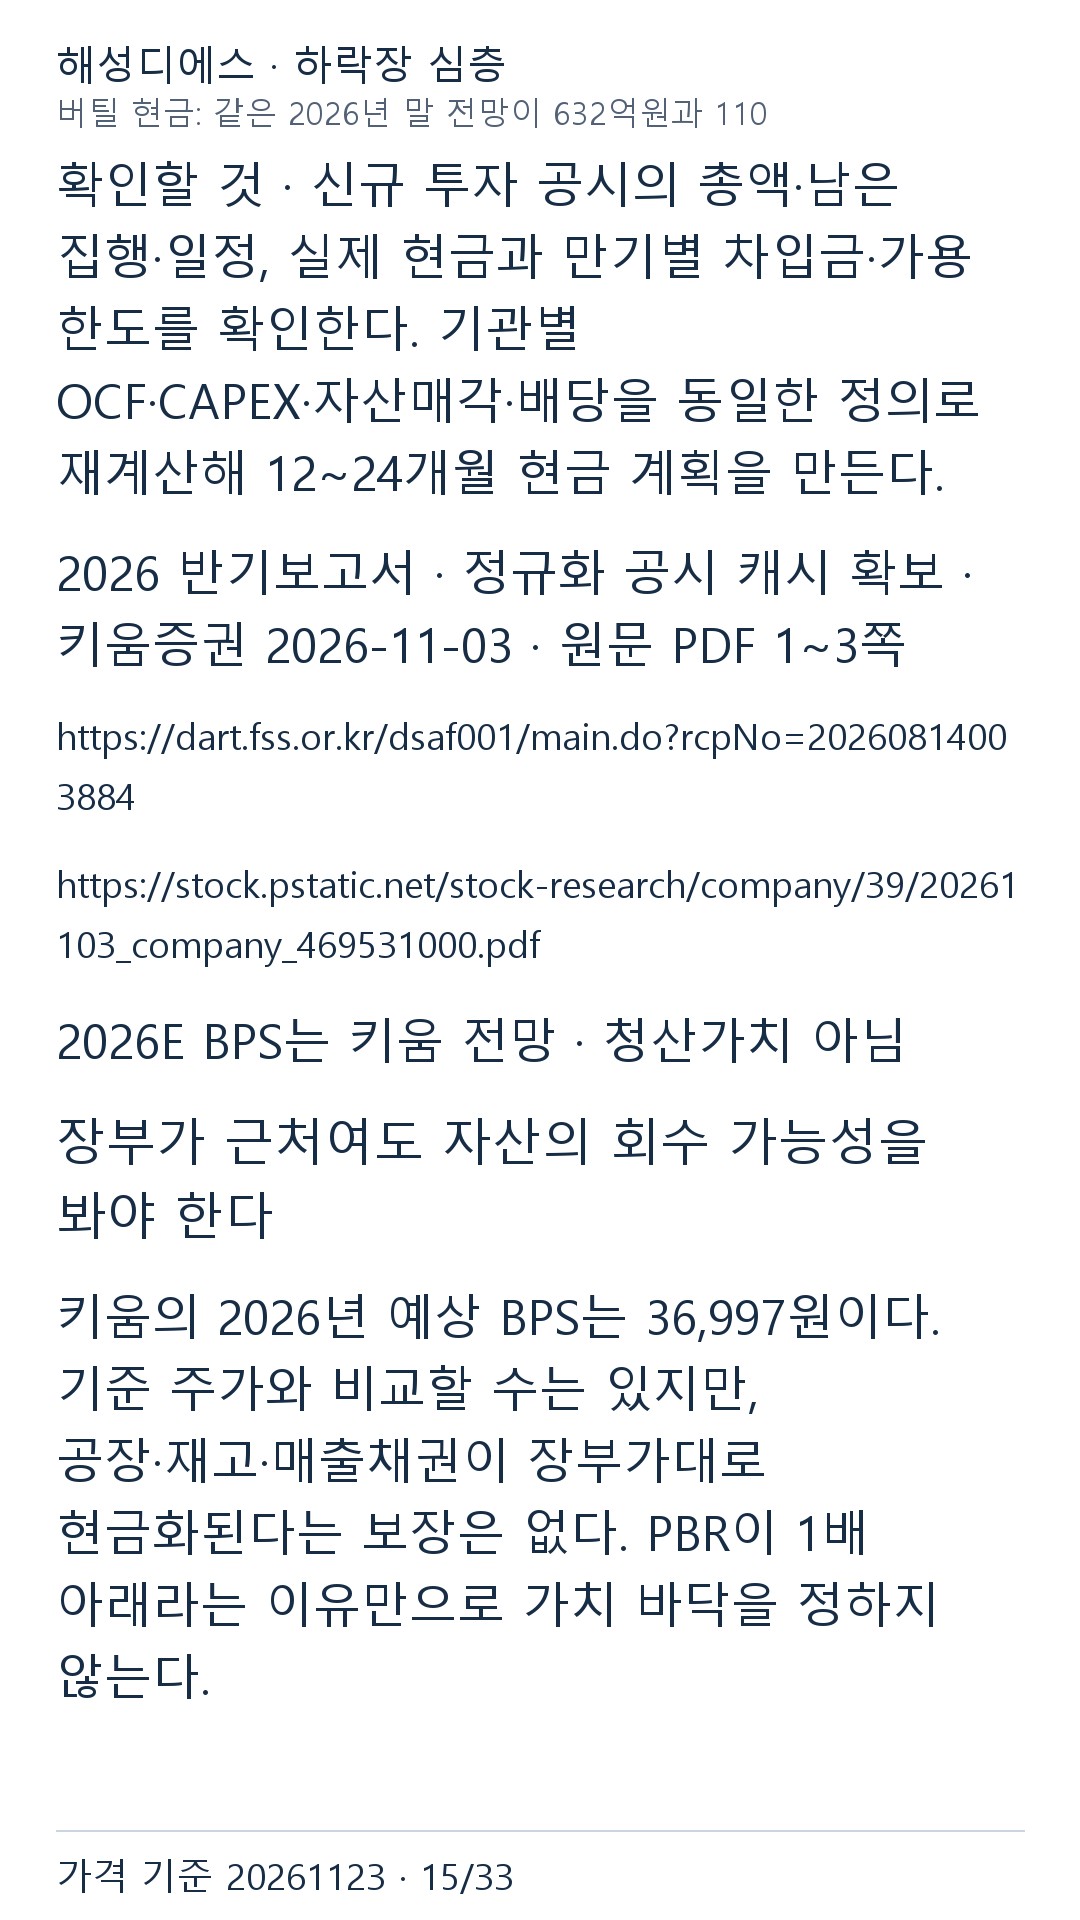 해성디에스 · 하락장 심층
버틸 현금: 같은 2026년 말 전망이 632억원과 110
확인할 것 · 신규 투자 공시의 총액·남은
집행·일정, 실제 현금과 만기별 차입금·가용
한도를 확인한다. 기관별
OCF·CAPEX·자산매각·배당을 동일한 정의로
재계산해 12~24개월 현금 계획을 만든다.
2026 반기보고서 · 정규화 공시 캐시 확보 ·
키움증권 2026-11-03 · 원문 PDF 1~3쪽
https://dart.fss.or.kr/dsaf001/main.do?rcpNo=2026081400
3884
https://stock.pstatic.net/stock-research/company/39/20261
103_company_469531000.pdf
2026E BPS는 키움 전망 · 청산가치 아님
장부가 근처여도 자산의 회수 가능성을
봐야 한다
키움의 2026년 예상 BPS는 36,997원이다.
기준 주가와 비교할 수는 있지만,
공장·재고·매출채권이 장부가대로
현금화된다는 보장은 없다. PBR이 1배
아래라는 이유만으로 가치 바닥을 정하지
않는다.
가격 기준 20261123 · 15/33